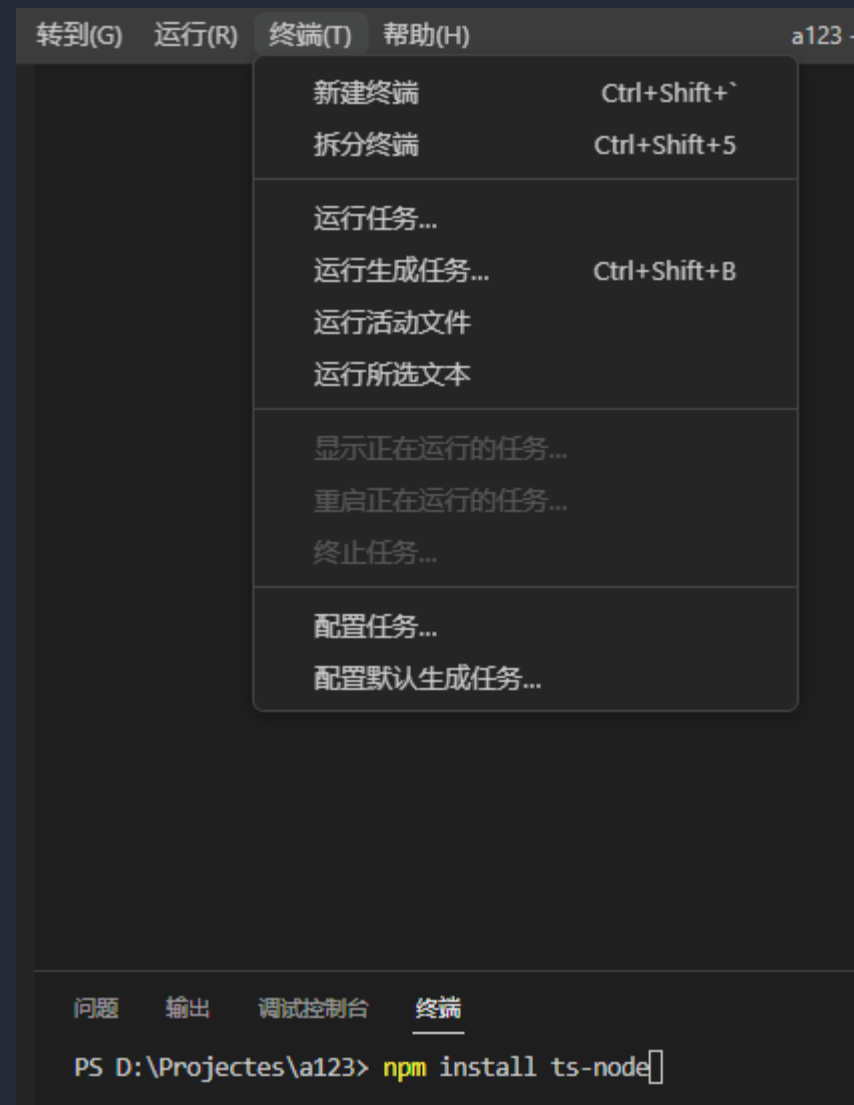 转到(G) 运行(R) 终端(T) 帮助(H) a123 -
新建终端 Ctrl+Shift+`
拆分终端 Ctrl+Shift+5
运行任务...
运行生成任务... Ctrl+Shift+B
运行活动文件
运行所选文本
显示正在运行的任务...
重启正在运行的任务...
终止任务...
配置任务...
配置默认生成任务...
问题 输出 调试控制台 终端
PS D:\Projectes\a123> npm install ts-node